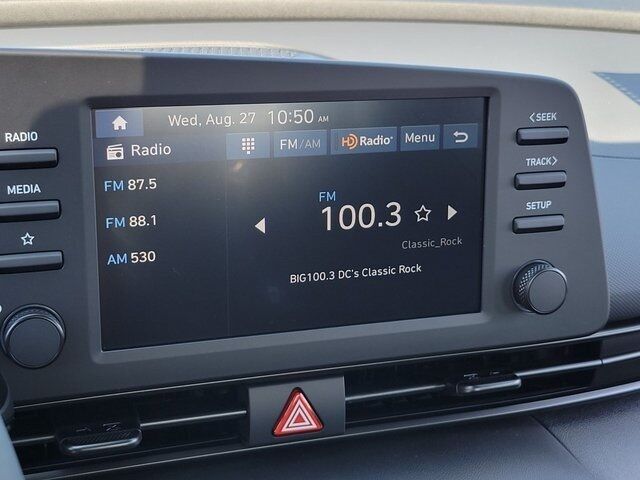 Wed, Aug. 27 10:50 AM
<SEEK
RADIO
Radio FM/AM HD Radio® Menu
TRACK>
MEDIA
FM 87.5
FM
100.3
SETUP
FM 88.1
Classic_Rock
AM 530
BIG100.3 DC's Classic Rock